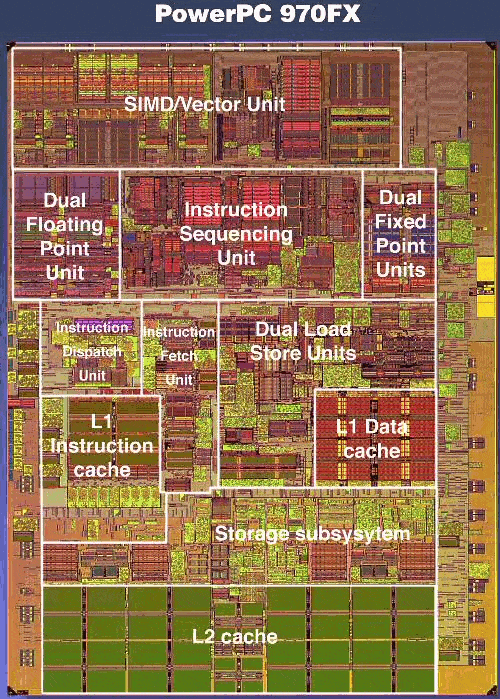 PowerPC 970FX
SIMD/Vector Unit
Dual
Floating
Point
Unit
Instruction
Sequencing
Unit
Dual
Fixed
Point
Units
Instruction
Dispatch
Unit
Instruction
Fetch
Unit
Dual Load
Store Units
L1
Instruction
cache
L1 Data
cache
Storage subsysytem
L2 cache